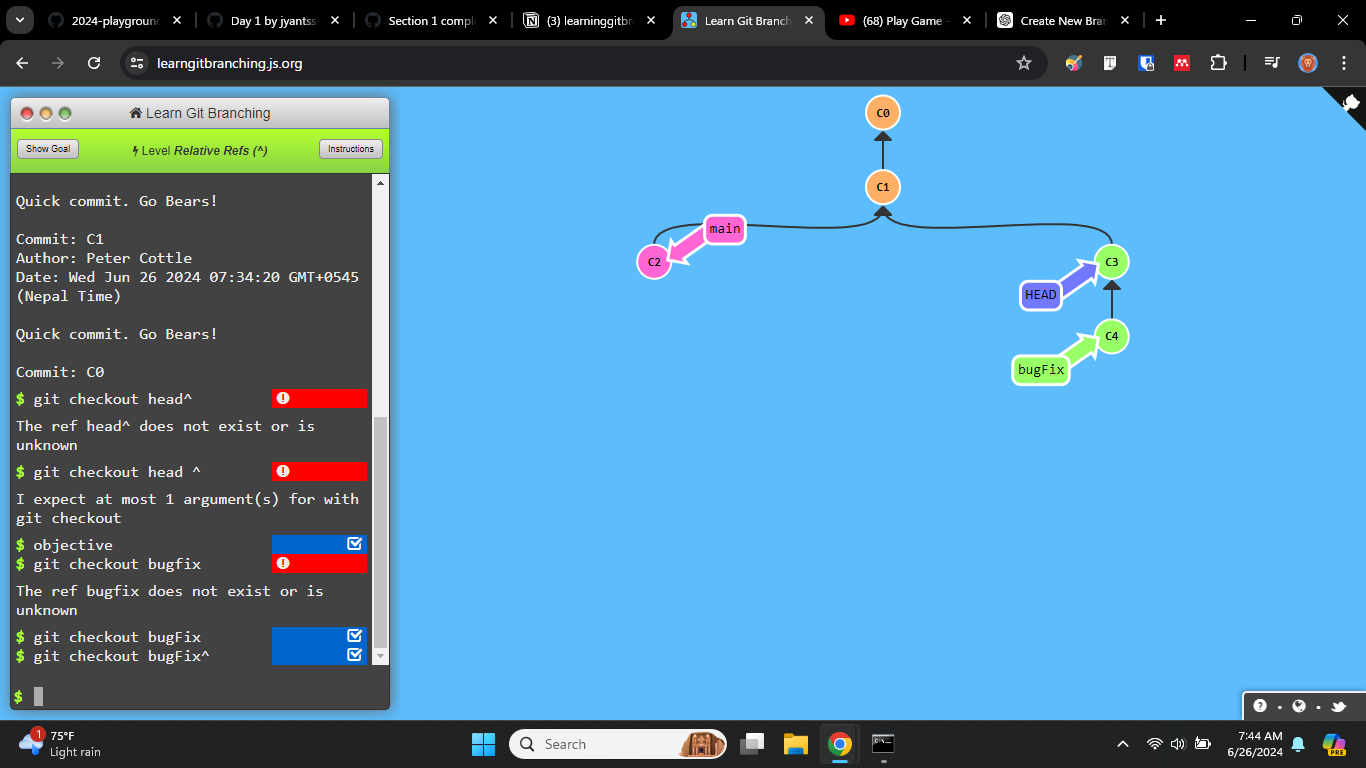 2024-playgroun
Day 1 by jyantss
Section 1 compl
(3) learninggitbr
Learn Git Branch
(68) Play Game -
Create New Bran
learngitbranching.js.org
Learn Git Branching
Show Goal
Level Relative Refs (^)
Instructions
Quick commit. Go Bears!
Commit: C1
Author: Peter Cottle
Date: Wed Jun 26 2024 07:34:20 GMT+0545
(Nepal Time)
Quick commit. Go Bears!
Commit: C0
$ git checkout head^
The ref head^ does not exist or is
unknown
$ git checkout head ^
I expect at most 1 argument(s) for with
git checkout
$ objective
$ git checkout bugfix
The ref bugfix does not exist or is
unknown
$ git checkout bugFix
$ git checkout bugFix^
$
C0
C1
main
C2
C3
HEAD
C4
bugFix
1
75°F
Light rain
Search
7:44 AM
6/26/2024
PRE